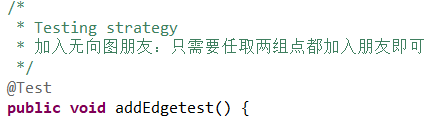 /*
 * Testing strategy
 * 加入无向图朋友：只需要任取两组点都加入朋友即可
 */
@Test
public void addEdgetest() {